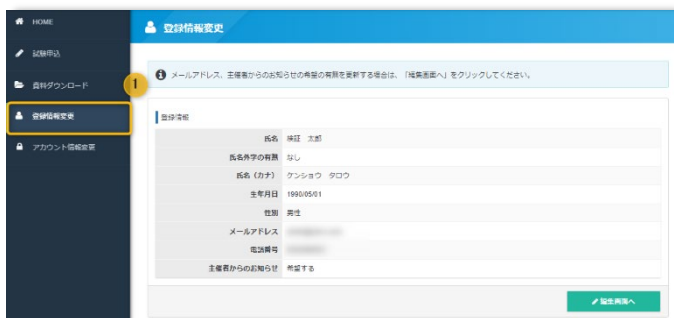 HOME
試験申込
資料ダウンロード
登録情報変更
アカウント情報変更
1
登録情報変更
メールアドレス、主催者からのお知らせの希望の有無を更新する場合は、「編集画面へ」をクリックしてください。
登録情報
氏名 検証 太郎
氏名外字の有無 なし
氏名（カナ） ケンショウ タロウ
生年月日 1990/05/01
性別 男性
メールアドレス
電話番号
主催者からのお知らせ 希望する
編集画面へ